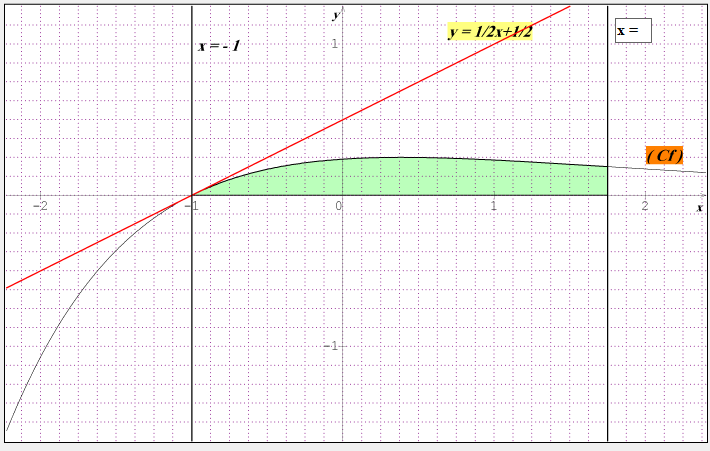 y
y = 1/2x+1/2
x =
x = - 1
1
( Cf )
−2
−1
0
1
2
x
−1